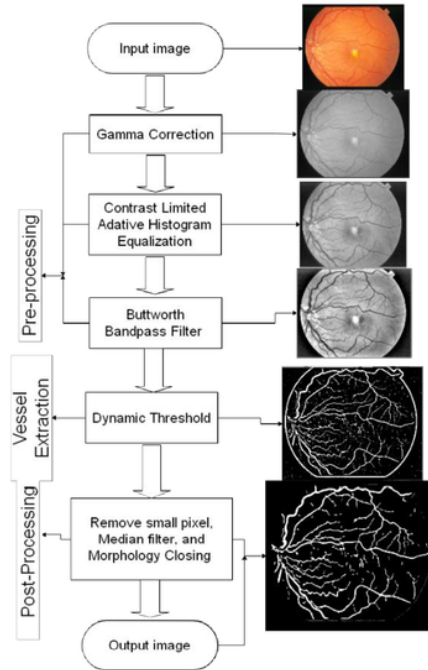 Input image
Gamma Correction
Contrast Limited
Adative Histogram
Equalization
Pre-processing
Buttworth
Bandpass Filter
Dynamic Threshold
Vessel
Extraction
Remove small pixel,
Median filter, and
Morphology Closing
Post-Processing
Output image